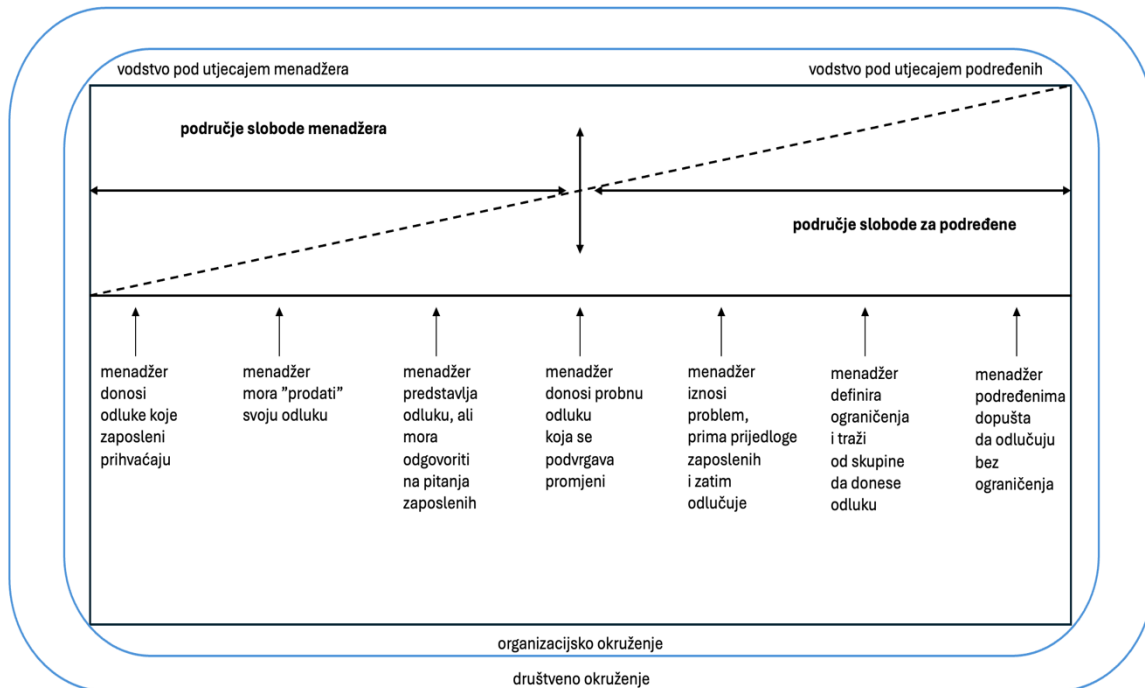 vodstvo pod utjecajem menadžera
vodstvo pod utjecajem podređenih
područje slobode menadžera
područje slobode za podređene
menadžer
donosi
odluke koje
zaposleni
prihvaćaju
menadžer
mora ”prodati”
svoju odluku
menadžer
predstavlja
odluku, ali
mora
odgovoriti
na pitanja
zaposlenih
menadžer
donosi probnu
odluku
koja se
podvrgava
promjeni
menadžer
iznosi
problem,
prima prijedloge
zaposlenih
i zatim
odlučuje
menadžer
definira
ograničenja
i traži
od skupine
da donese
odluku
menadžer
podređenima
dopušta
da odlučuju
bez
ograničenja
organizacijsko okruženje
društveno okruženje